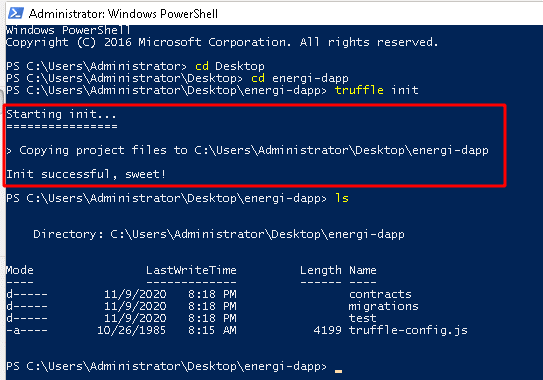 Administrator: Windows PowerShell
Windows PowerShell
Copyright (C) 2016 Microsoft Corporation. All rights reserved.
PS C:\Users\Administrator> cd Desktop
PS C:\Users\Administrator\Desktop> cd energi-dapp
PS C:\Users\Administrator\Desktop\energi-dapp> truffle init
Starting init...
================
> Copying project files to C:\Users\Administrator\Desktop\energi-dapp
Init successful, sweet!
PS C:\Users\Administrator\Desktop\energi-dapp> ls
Directory: C:\Users\Administrator\Desktop\energi-dapp
Mode LastWriteTime Length Name
---- ------------- ------ ----
d----- 11/9/2020 8:18 PM contracts
d----- 11/9/2020 8:18 PM migrations
d----- 11/9/2020 8:18 PM test
-a---- 10/26/1985 8:15 AM 4199 truffle-config.js
PS C:\Users\Administrator\Desktop\energi-dapp> _